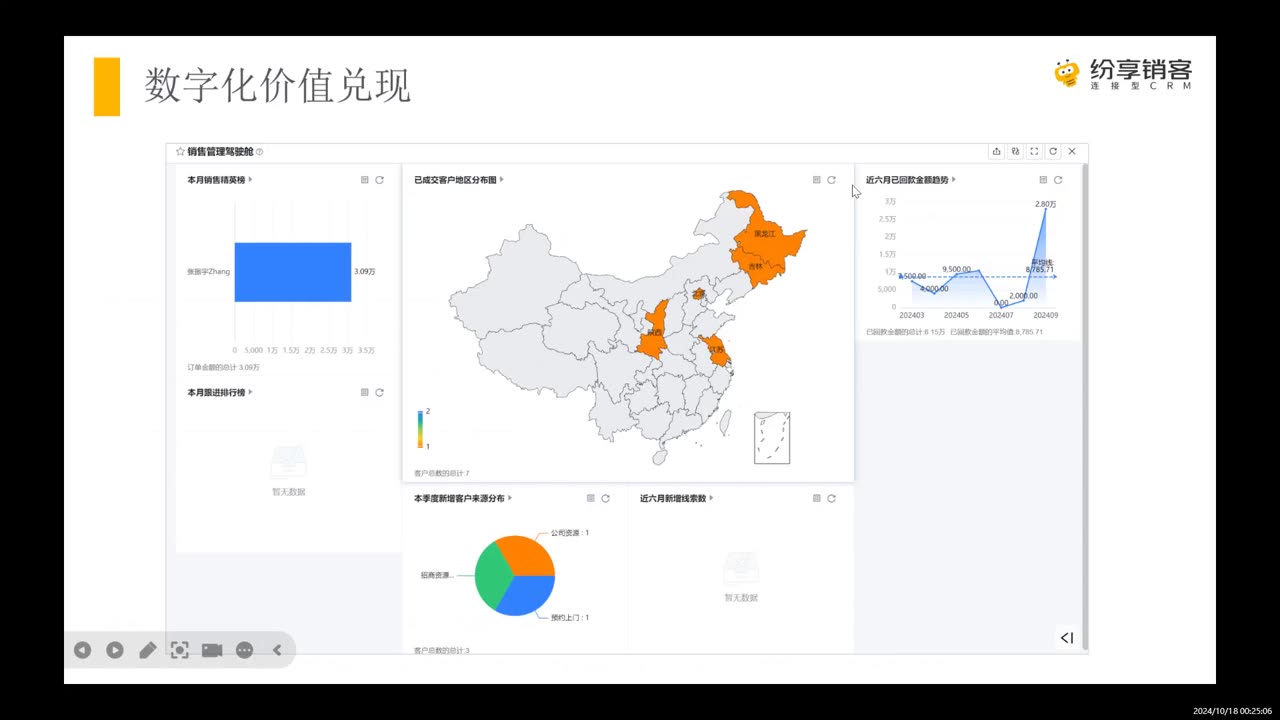 数字化价值兑现
纷享销客
连接型CRM
销售管理驾驶舱
本月销售精英榜
张振宇Zhang
3.09万
0 5,000 1万 1.5万 2万 2.5万 3万 3.5万
订单金额的总计:3.09万
本月跟进排行榜
暂无数据
已成交客户地区分布图
黑龙江
吉林
北京
陕西
江苏
2
1
客户总数的总计:7
近六月已回款金额趋势
3万
2.5万
2万
1.5万
1万
5,000
0
2.80万
平均线:
8,785.71
7,500.00
4,000.00
9,500.00
0.00
2,000.00
202403 202405 202407 202409
已回款金额的总计:6.15万 已回款金额的平均值:8,785.71
本季度新增客户来源分布
公司资源 : 1
招商资源...
预约上门 : 1
客户总数的总计:3
近六月新增线索数
暂无数据
2024/10/18 00:25:06